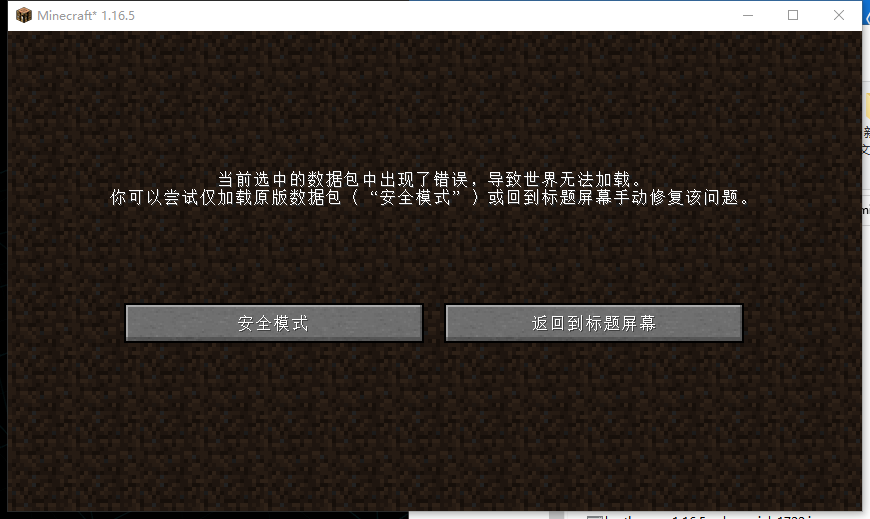 Minecraft* 1.16.5
当前选中的数据包中出现了错误，导致世界无法加载。
你可以尝试仅加载原版数据包（“安全模式”）或回到标题屏幕手动修复该问题。
安全模式
返回到标题屏幕